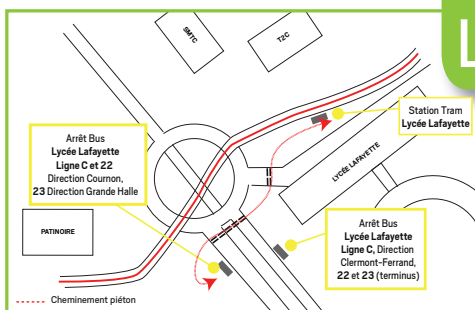 L
SMTC
T2C
Station Tram
Lycée Lafayette
LYCÉE LAFAYETTE
Arrêt Bus
Lycée Lafayette
Ligne C et 22
Direction Cournon,
23 Direction Grande Halle
PATINOIRE
Arrêt Bus
Lycée Lafayette
Ligne C, Direction
Clermont-Ferrand,
22 et 23 (terminus)
Cheminement piéton